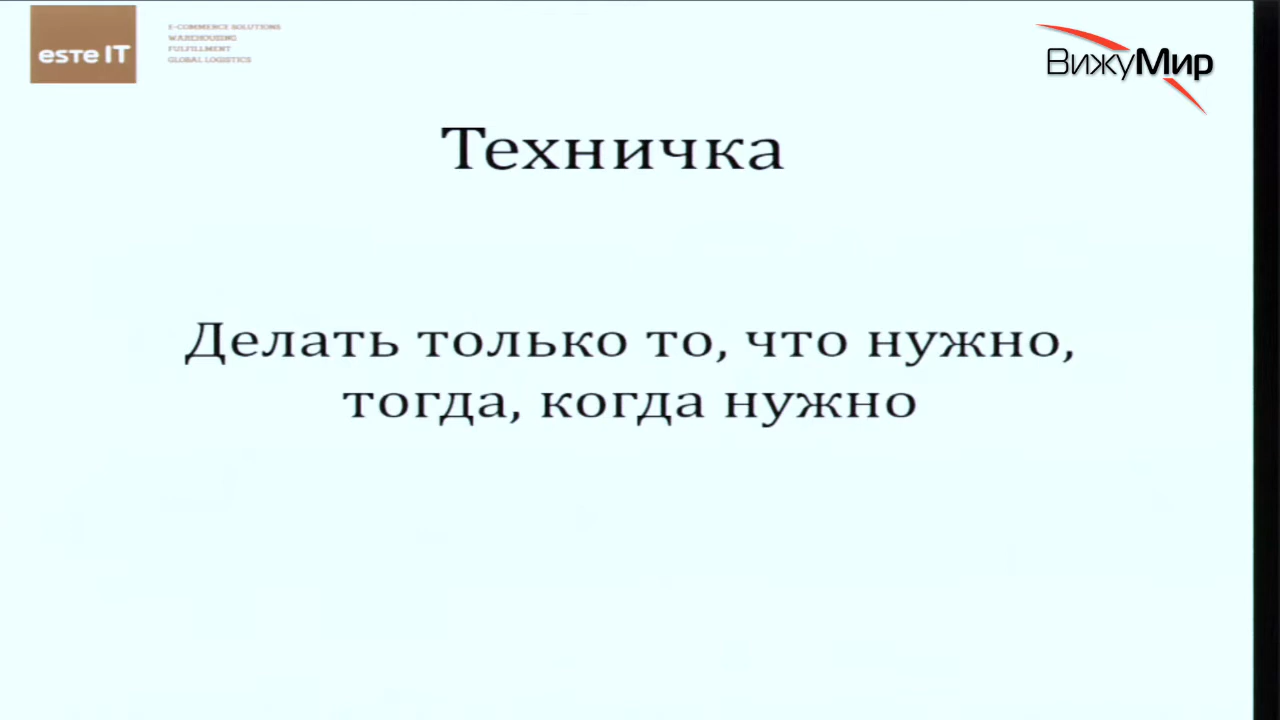 este IT
E-COMMERCE SOLUTIONS
WAREHOUSING
FULFILLMENT
GLOBAL LOGISTICS
ВижуМир
Техничка
Делать только то, что нужно,
тогда, когда нужно